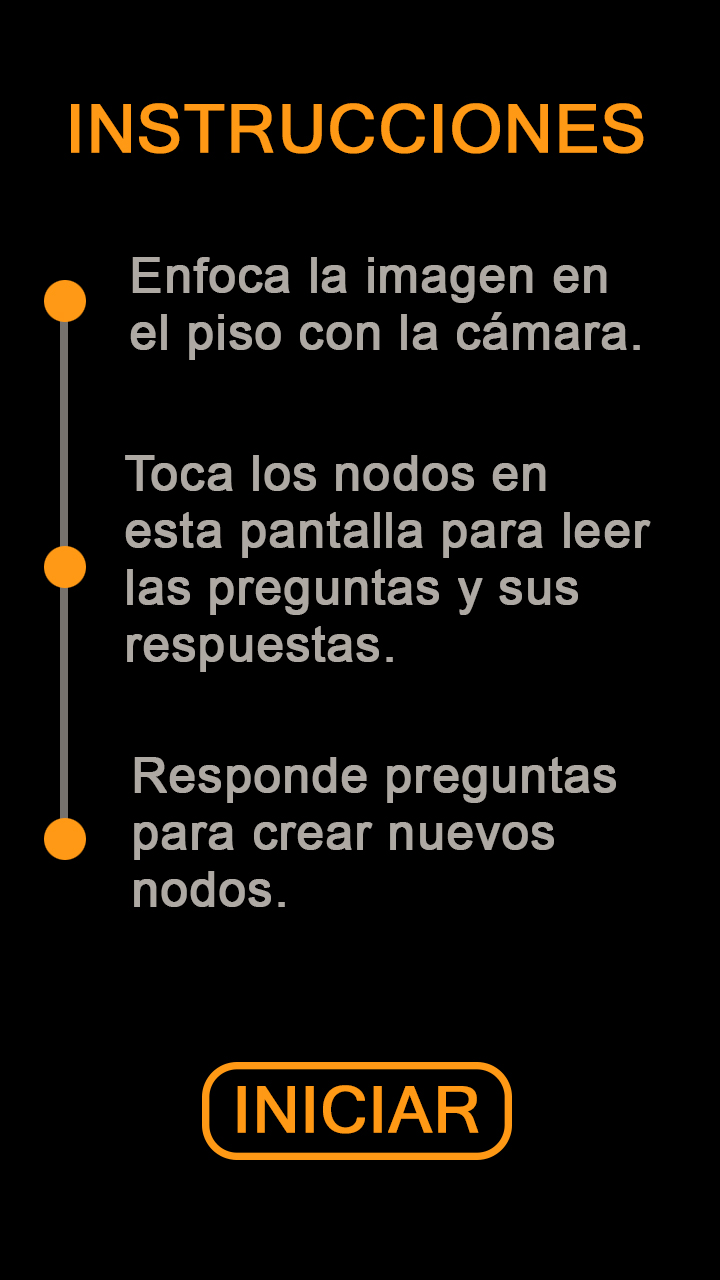 INSTRUCCIONES
Enfoca la imagen en
el piso con la cámara.
Toca los nodos en
esta pantalla para leer
las preguntas y sus
respuestas.
Responde preguntas
para crear nuevos
nodos.
INICIAR